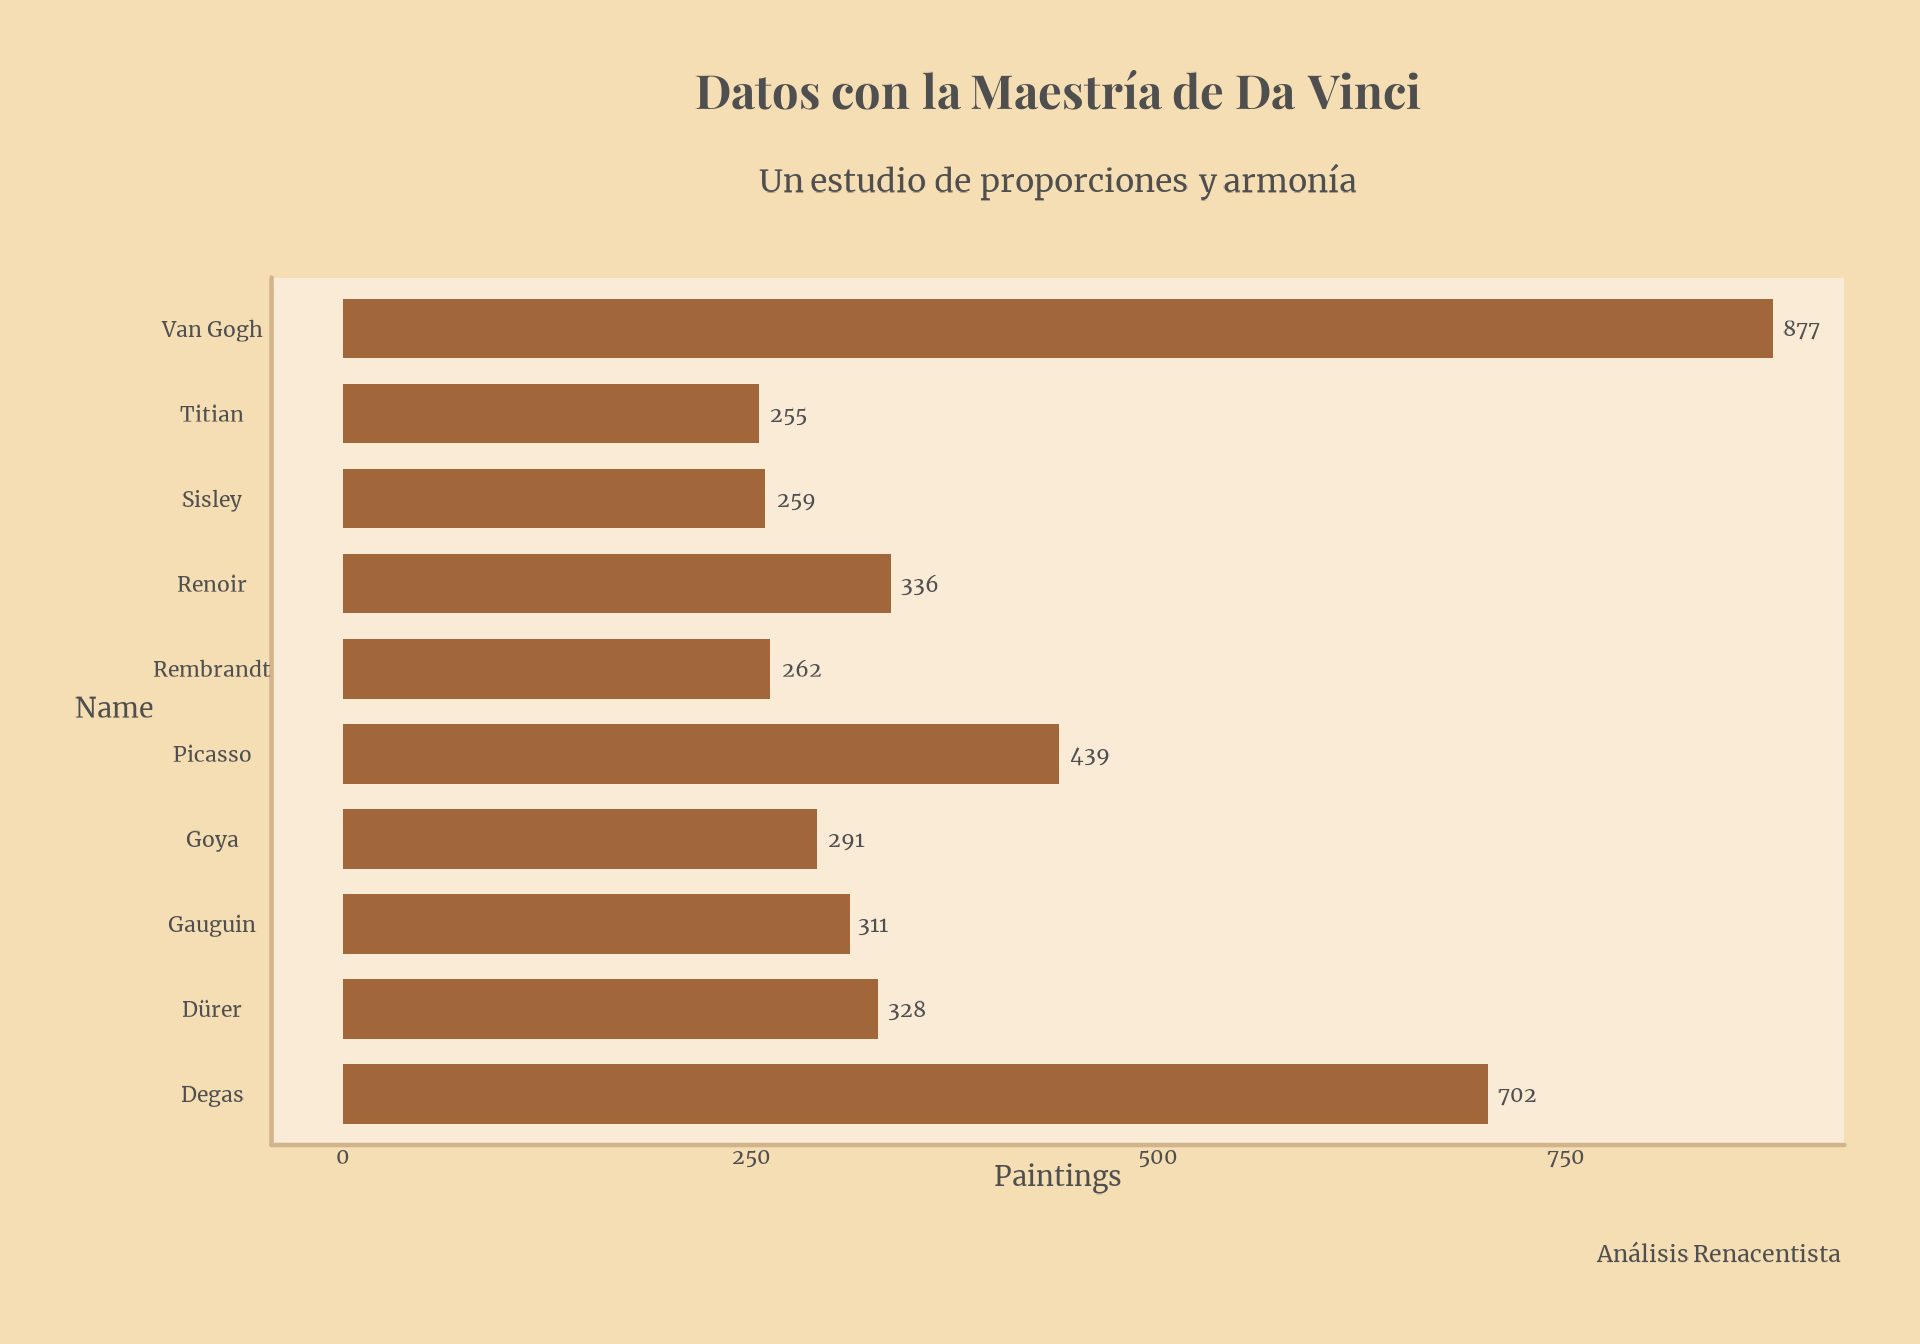 Datos con la Maestría de Da Vinci
Un estudio de proporciones y armonía
Van Gogh 877
Titian 255
Sisley 259
Renoir 336
Rembrandt 262
Name
Picasso 439
Goya 291
Gauguin 311
Dürer 328
Degas 702
0 250 500 750
Paintings
Análisis Renacentista